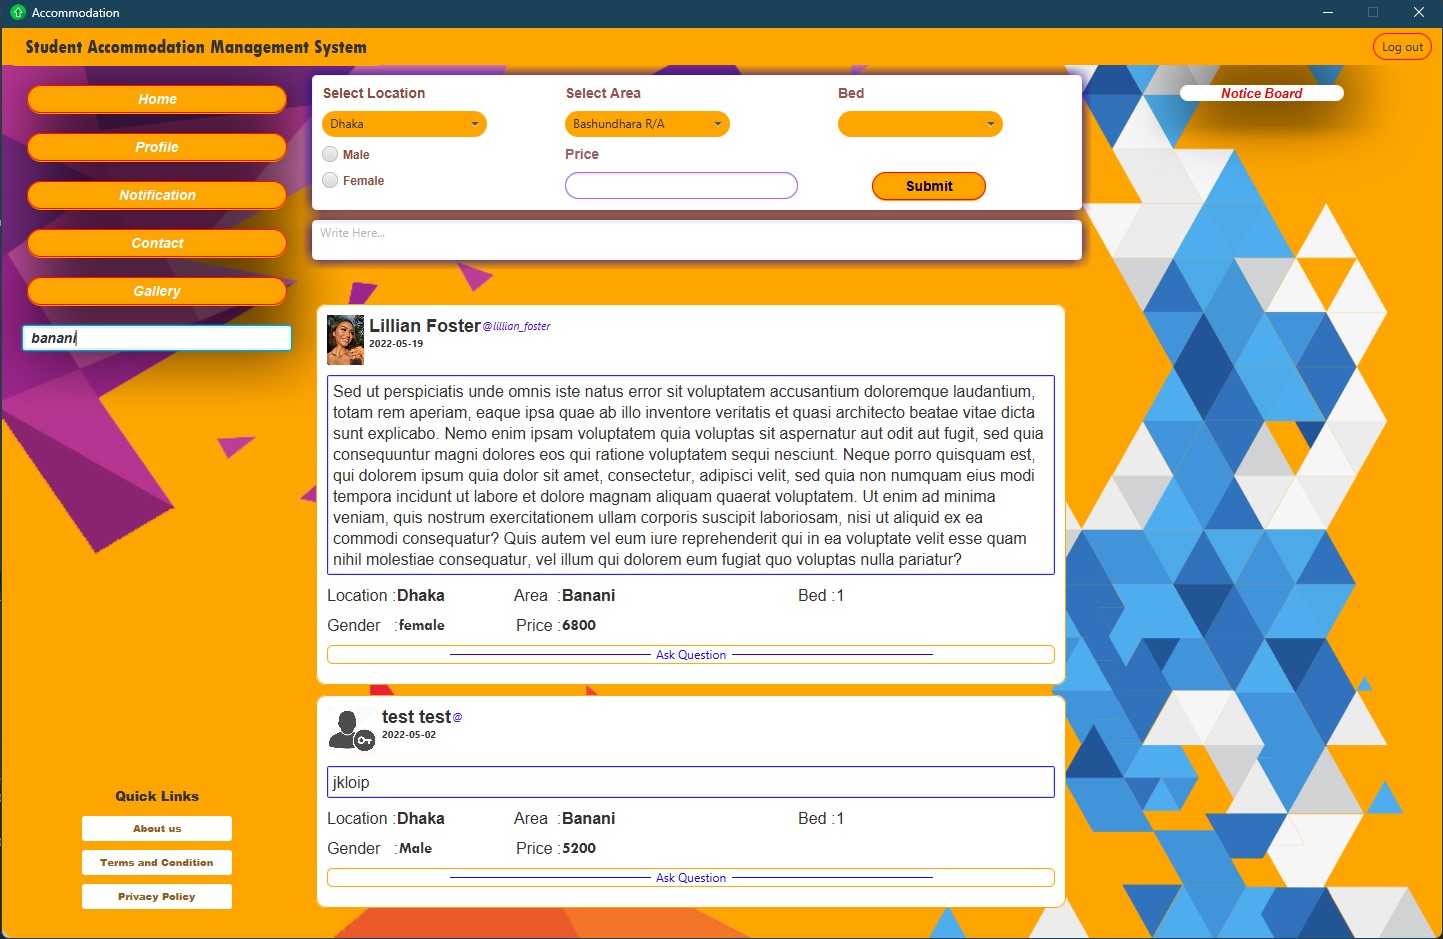 Accommodation
Student Accommodation Management System
Log out
Home
Profile
Notification
Contact
Gallery
banani
Select Location
Select Area
Bed
Dhaka
Bashundhara R/A
Male
Price
Female
Submit
Write Here...
Notice Board
Lillian Foster@lillian_foster
2022-05-19
Sed ut perspiciatis unde omnis iste natus error sit voluptatem accusantium doloremque laudantium,
totam rem aperiam, eaque ipsa quae ab illo inventore veritatis et quasi architecto beatae vitae dicta
sunt explicabo. Nemo enim ipsam voluptatem quia voluptas sit aspernatur aut odit aut fugit, sed quia
consequuntur magni dolores eos qui ratione voluptatem sequi nesciunt. Neque porro quisquam est,
qui dolorem ipsum quia dolor sit amet, consectetur, adipisci velit, sed quia non numquam eius modi
tempora incidunt ut labore et dolore magnam aliquam quaerat voluptatem. Ut enim ad minima
veniam, quis nostrum exercitationem ullam corporis suscipit laboriosam, nisi ut aliquid ex ea
commodi consequatur? Quis autem vel eum iure reprehenderit qui in ea voluptate velit esse quam
nihil molestiae consequatur, vel illum qui dolorem eum fugiat quo voluptas nulla pariatur?
Location :Dhaka Area :Banani Bed :1
Gender :female Price :6800
Ask Question
test test@
2022-05-02
jkloip
Location :Dhaka Area :Banani Bed :1
Gender :Male Price :5200
Ask Question
Quick Links
About us
Terms and Condition
Privacy Policy